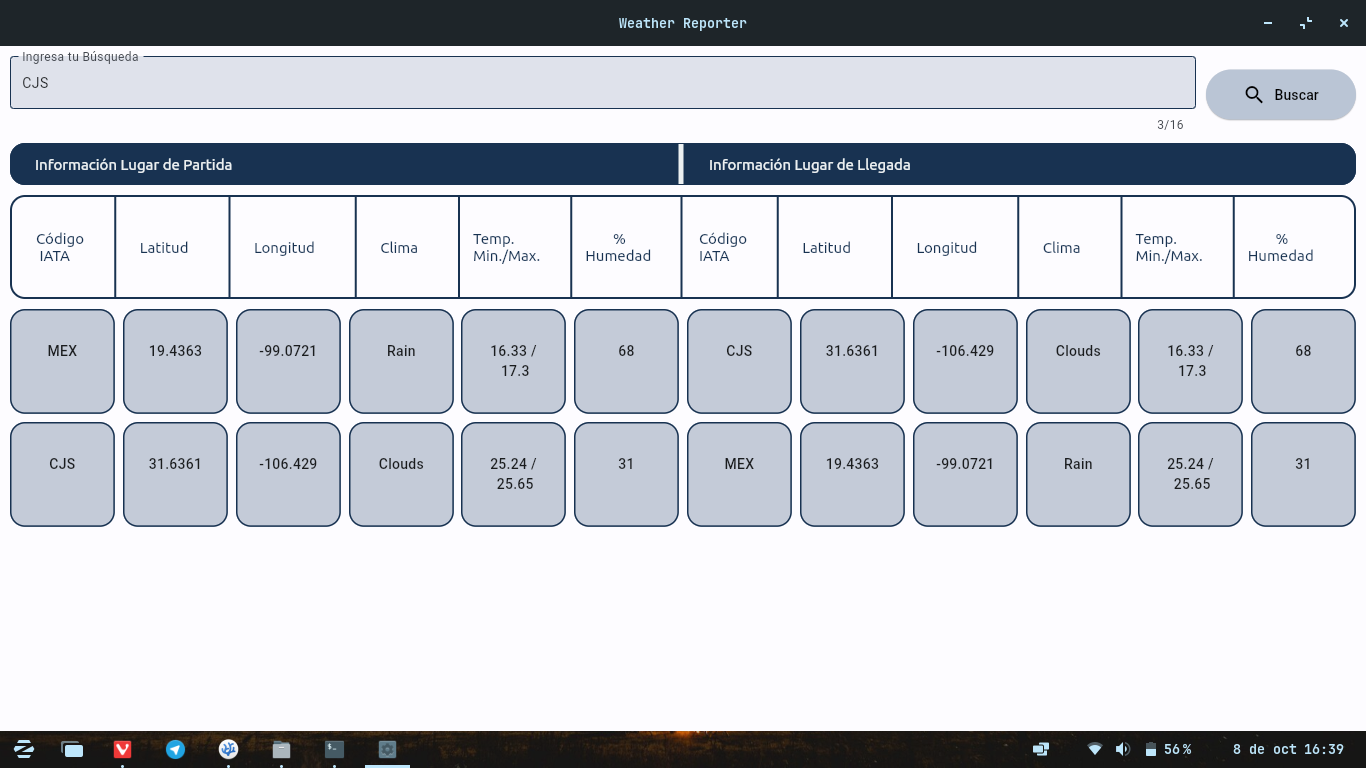 Weather Reporter
Ingresa tu Búsqueda
CJS
Buscar
3/16
Información Lugar de Partida
Información Lugar de Llegada
Código
IATA
Latitud
Longitud
Clima
Temp.
Min./Max.
%
Humedad
Código
IATA
Latitud
Longitud
Clima
Temp.
Min./Max.
%
Humedad
MEX
19.4363
-99.0721
Rain
16.33 /
17.3
68
CJS
31.6361
-106.429
Clouds
16.33 /
17.3
68
CJS
31.6361
-106.429
Clouds
25.24 /
25.65
31
MEX
19.4363
-99.0721
Rain
25.24 /
25.65
31
56%
8 de oct 16:39